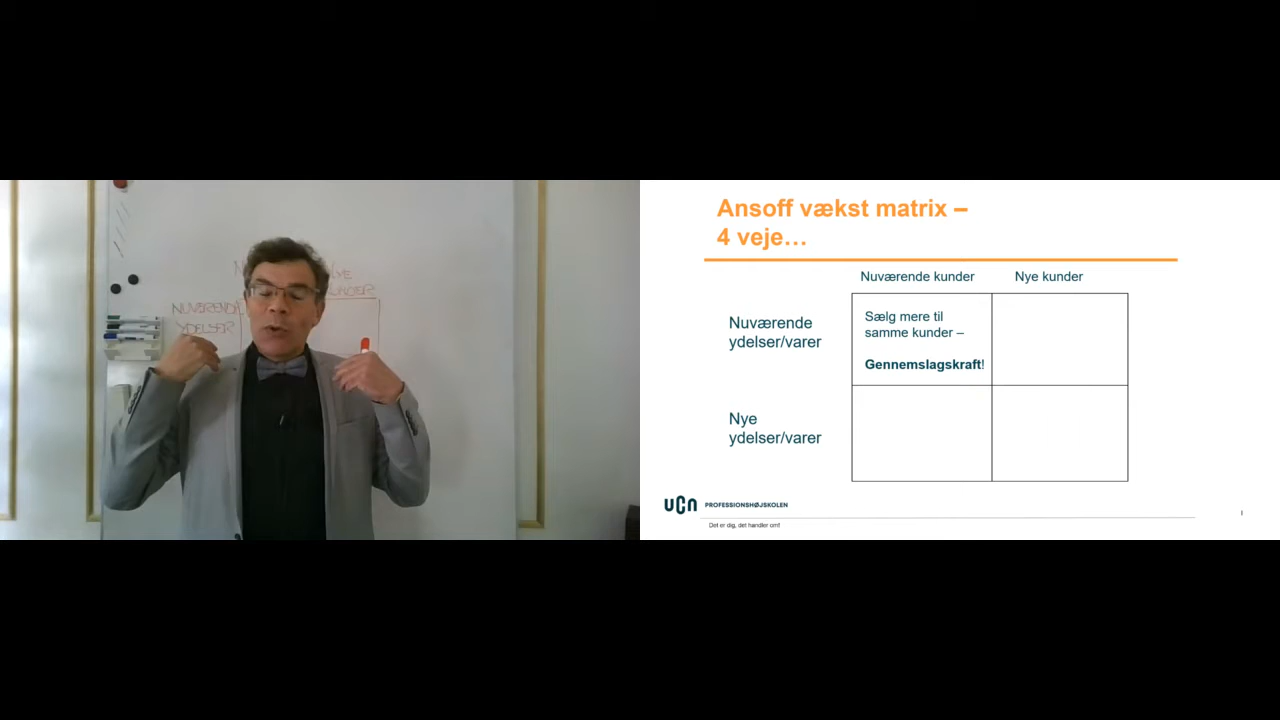 NUVÆRENDE
YDELSER
Ansoff vækst matrix –
4 veje...
Nuværende kunder
Nye kunder
Nuværende
ydelser/varer
Sælg mere til
samme kunder –
Gennemslagskraft!
Nye
ydelser/varer
UCN PROFESSIONSHØJSKOLEN
Det er dig, det handler om!